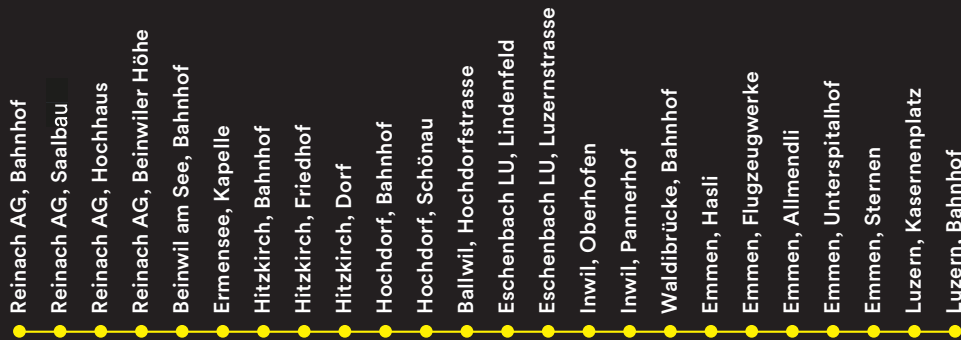 Reinach AG, Bahnhof
Reinach AG, Saalbau
Reinach AG, Hochhaus
Reinach AG, Beinwiler Höhe
Beinwil am See, Bahnhof
Ermensee, Kapelle
Hitzkirch, Bahnhof
Hitzkirch, Friedhof
Hitzkirch, Dorf
Hochdorf, Bahnhof
Hochdorf, Schönau
Ballwil, Hochdorfstrasse
Eschenbach LU, Lindenfeld
Eschenbach LU, Luzernstrasse
Inwil, Oberhofen
Inwil, Pannerhof
Waldibrücke, Bahnhof
Emmen, Hasli
Emmen, Flugzeugwerke
Emmen, Allmendli
Emmen, Unterspitalhof
Emmen, Sternen
Luzern, Kasernenplatz
Luzern, Bahnhof